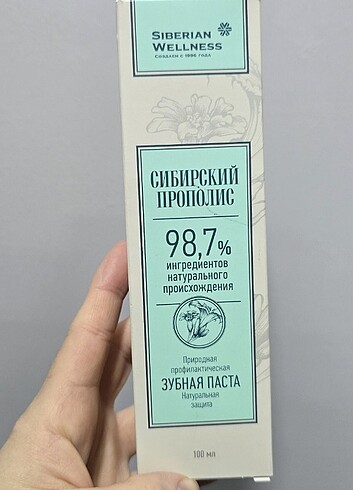 SIBERIAN
WELLNESS
СОЗДАЕМ С 1996 ГОДА
СИБИРСКИЙ
ПРОПОЛИС
98,7%
ингредиентов
натурального
происхождения
Природная
профилактическая
ЗУБНАЯ ПАСТА
Натуральная
защита
100 мл